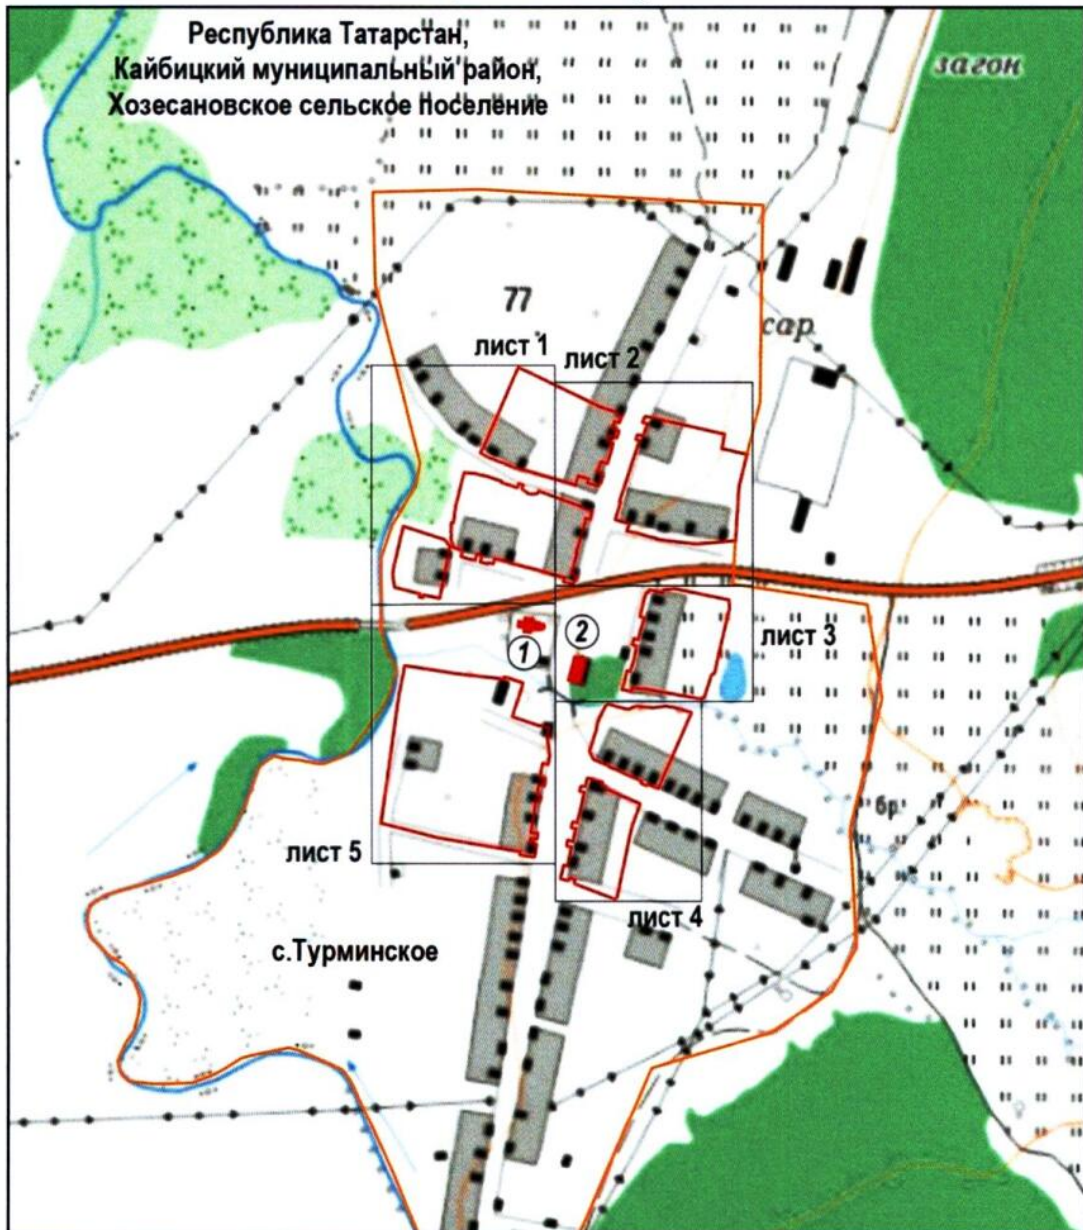 Республика Татарстан,
Кайбицкий муниципальный район,
Хозесановское сельское поселение
загон
77
сар.
лист 1
лист 2
лист 3
1
2
бр.
лист 5
лист 4
с.Турминское